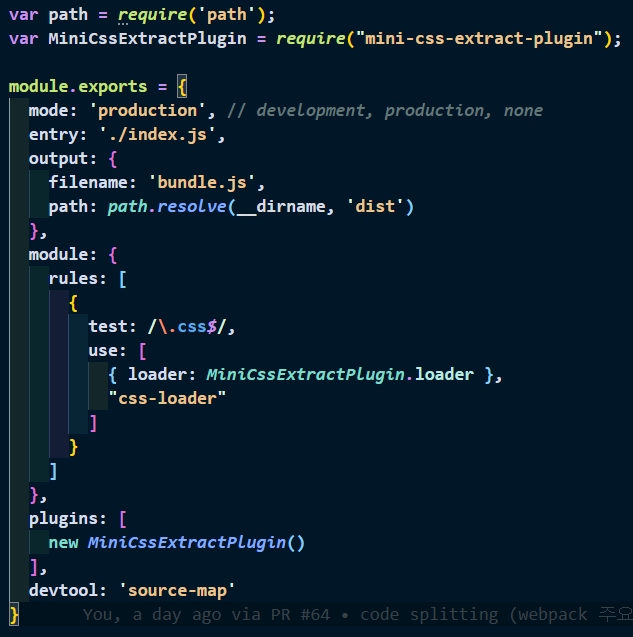 var path = require('path');
var MiniCssExtractPlugin = require("mini-css-extract-plugin");
module.exports = {
mode: 'production', // development, production, none
entry: './index.js',
output: {
filename: 'bundle.js',
path: path.resolve(__dirname, 'dist')
},
module: {
rules: [
{
test: /\.css$/,
use: [
{ loader: MiniCssExtractPlugin.loader },
"css-loader"
]
}
]
},
plugins: [
new MiniCssExtractPlugin()
],
devtool: 'source-map'
} You, a day ago via PR #64 • code splitting (webpack 주요